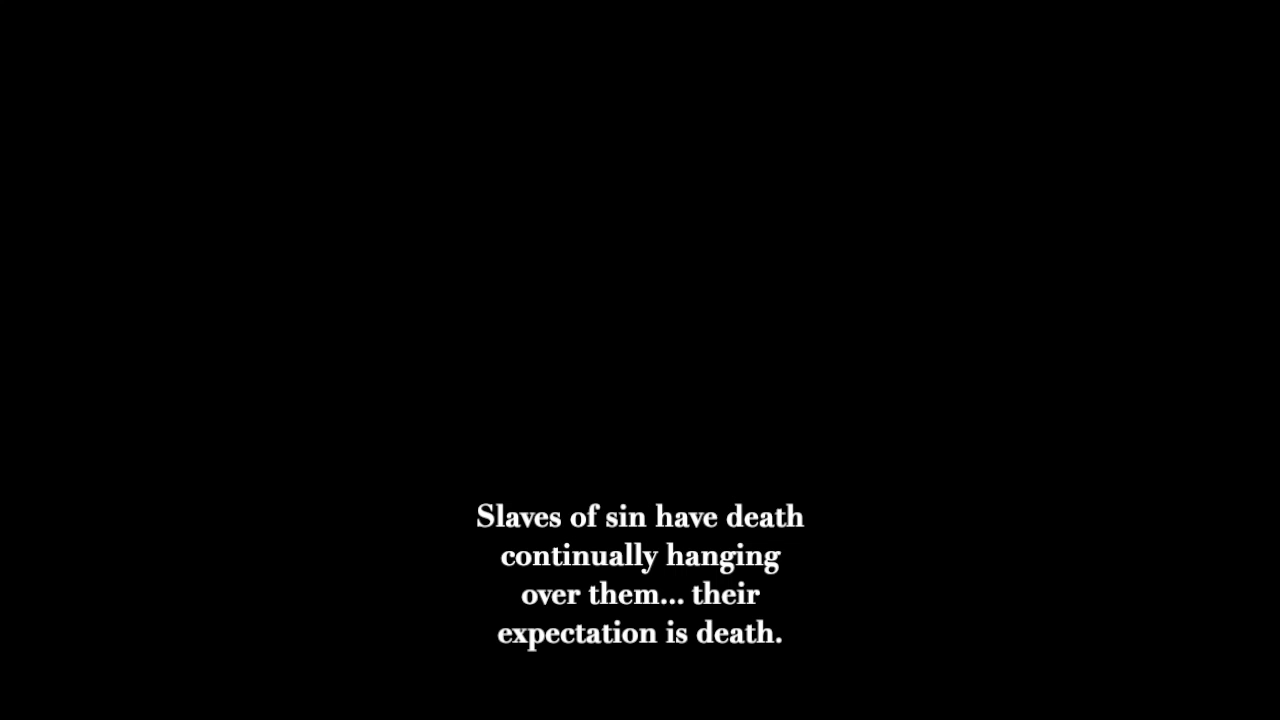 Slaves of sin have death
continually hanging
over them... their
expectation is death.